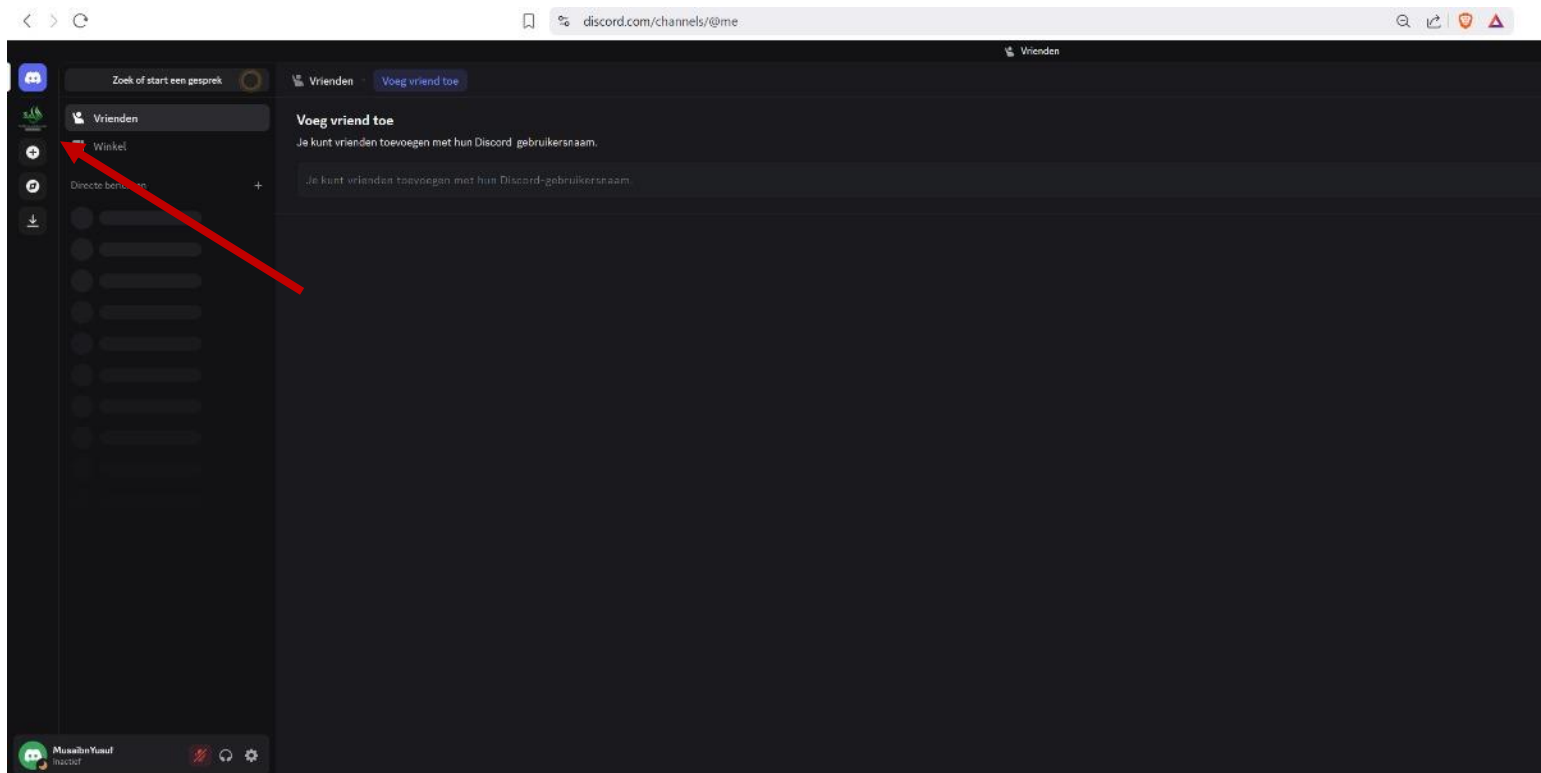 discord.com/channels/@me
Vrienden
Zoek of start een gesprek
Vrienden
Voeg vriend toe
Vrienden
Voeg vriend toe
Je kunt vrienden toevoegen met hun Discord gebruikersnaam.
Winkel
Je kunt vrienden toevoegen met hun Discord-gebruikersnaam.
Directe
MusaibnYusuf
Inactief